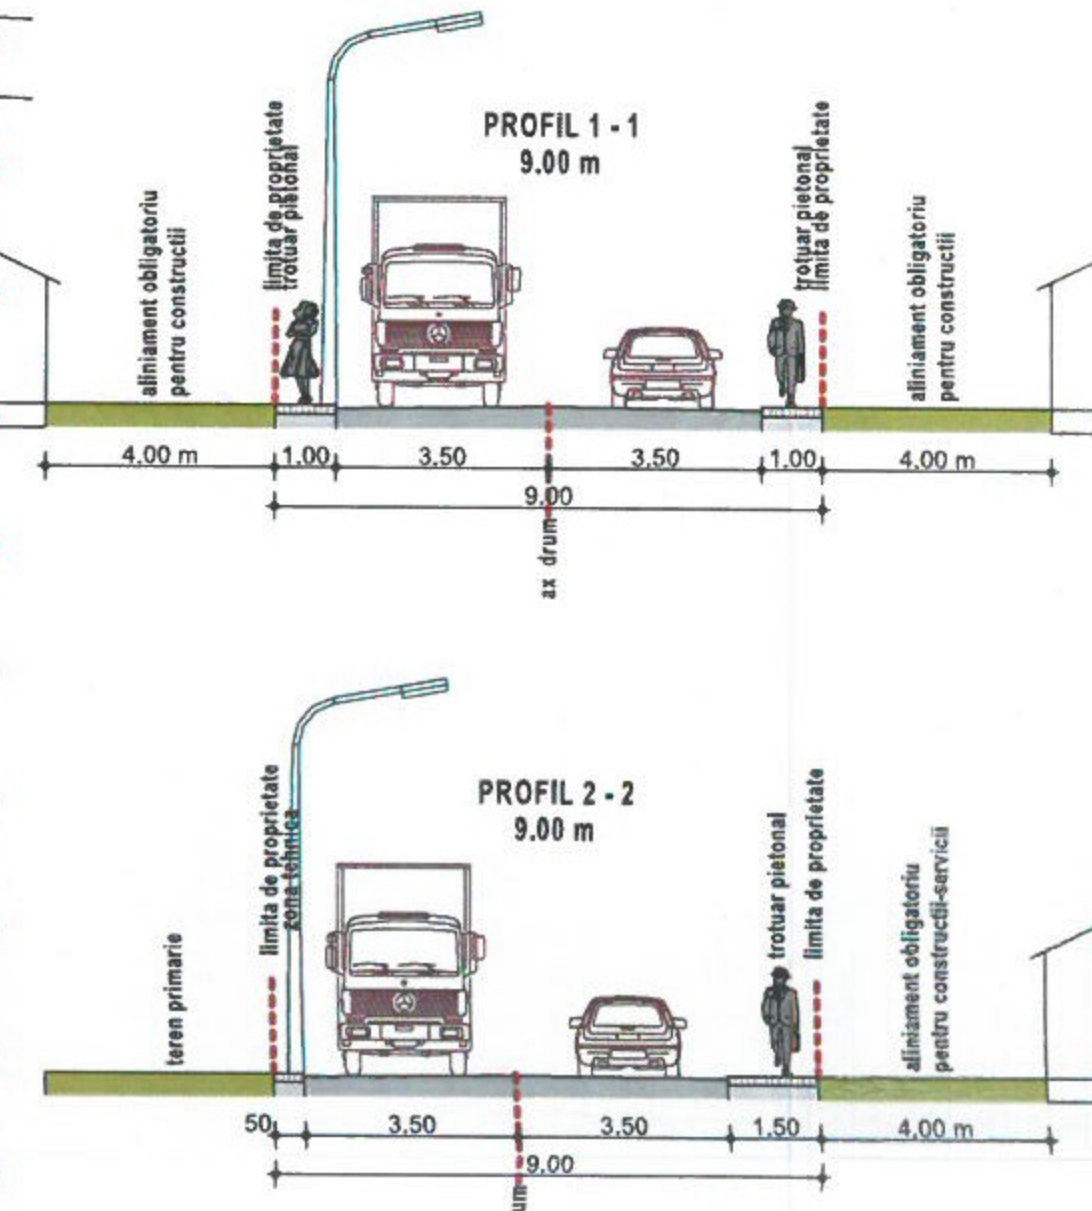 PROFIL 1 - 1
9.00 m
aliniament obligatoriu
pentru constructii
limita de proprietate
trotuar pietonal
trotuar pietonal
limita de proprietate
aliniament obligatoriu
pentru constructii
4.00 m
1.00
3.50
3.50
1.00
4.00 m
9.00
ax drum
PROFIL 2 - 2
9.00 m
teren primarie
limita de proprietate
zona tehnica
trotuar pietonal
limita de proprietate
aliniament obligatoriu
pentru constructii-servicii
50
3.50
3.50
1.50
4.00 m
9.00
um